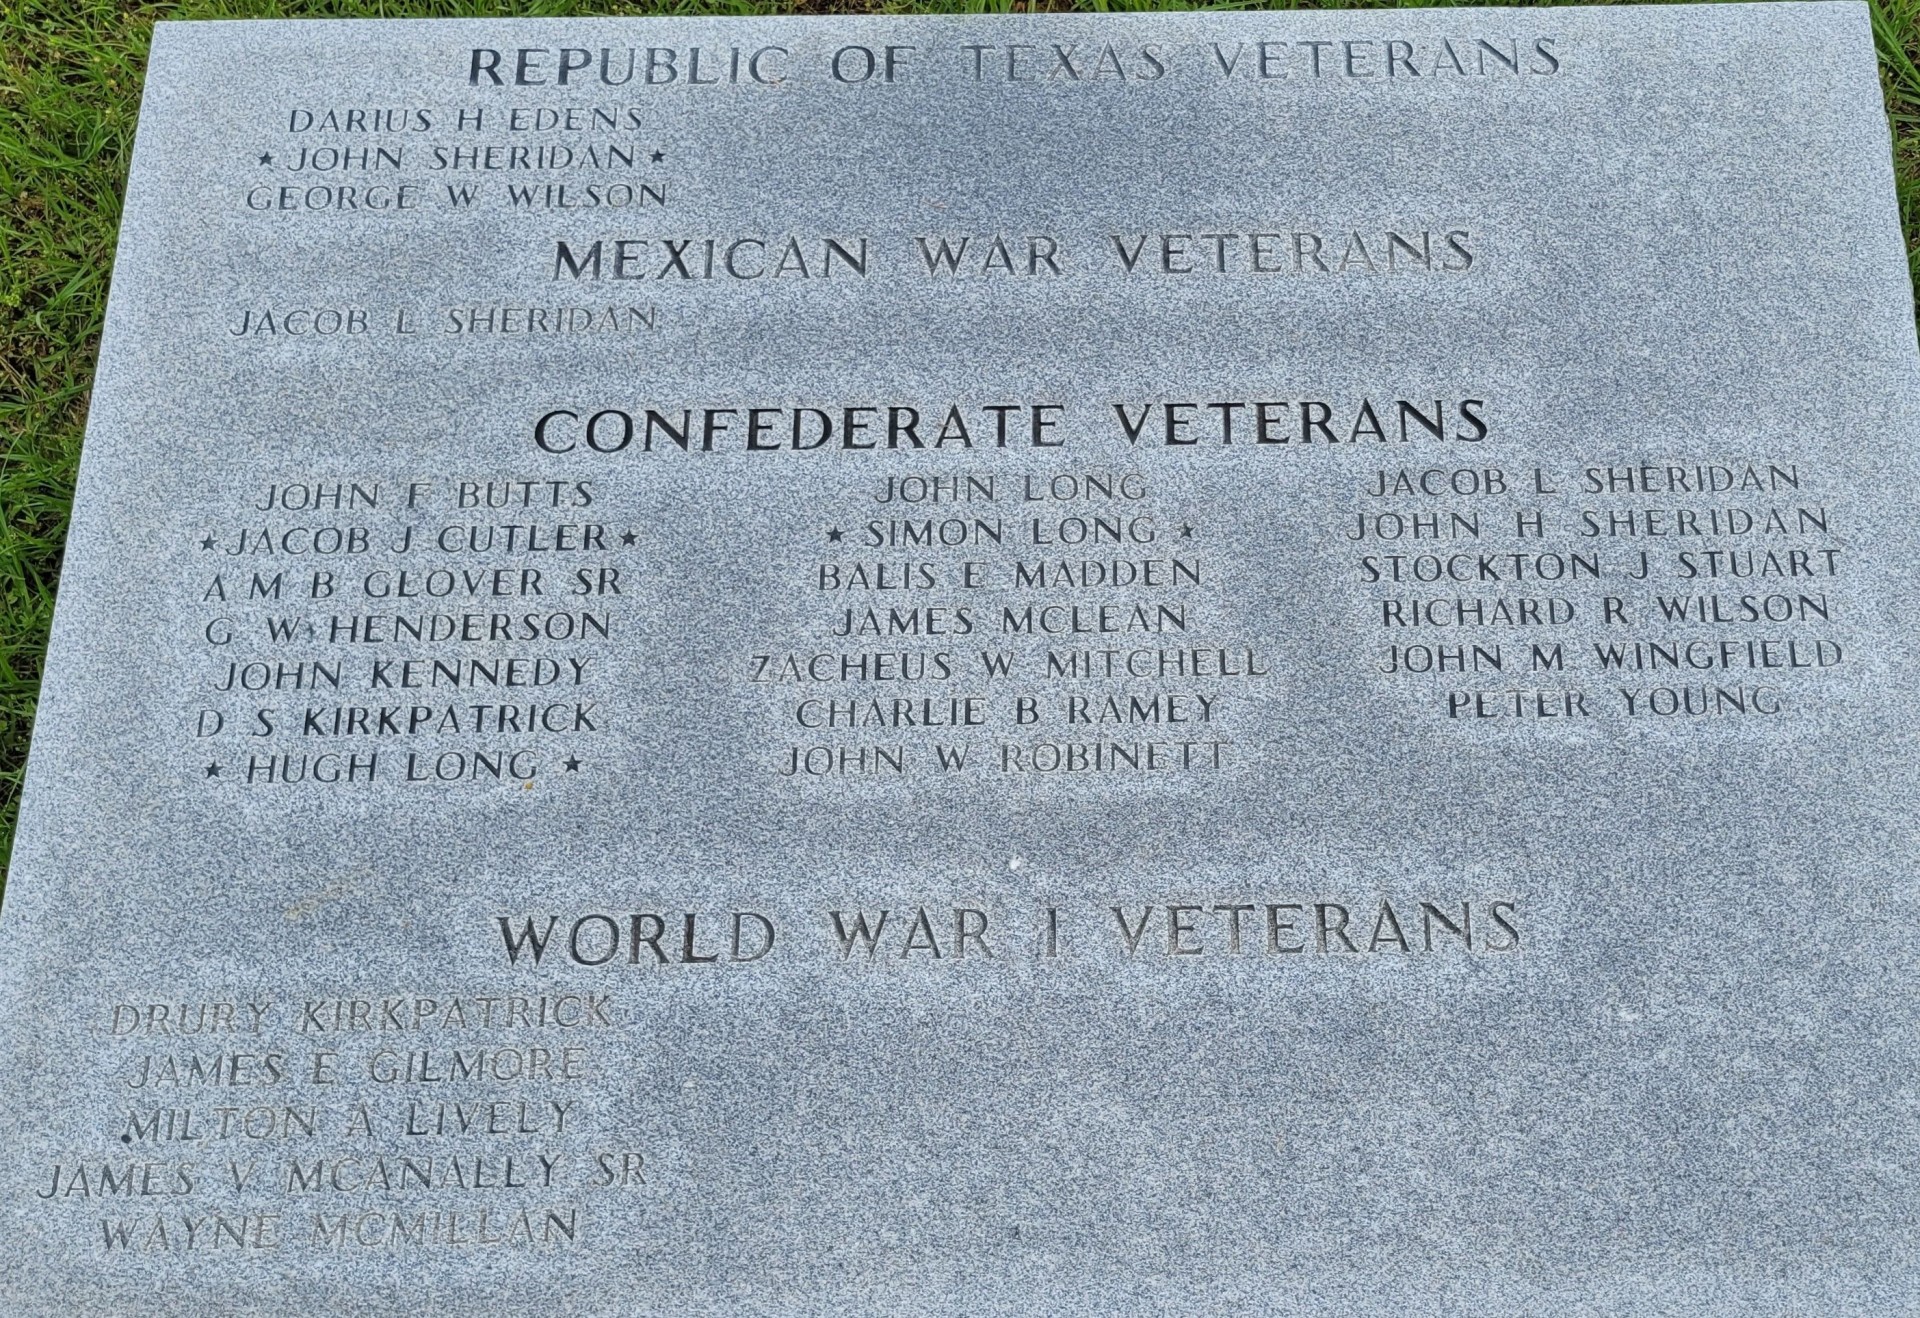 REPUBLIC OF TEXAS VETERANS
DARIUS H EDENS
★ JOHN SHERIDAN ★
GEORGE W WILSON
MEXICAN WAR VETERANS
JACOB L SHERIDAN
CONFEDERATE VETERANS
JOHN F BUTTS
★ JACOB J CUTLER ★
A M B GLOVER SR
G W HENDERSON
JOHN KENNEDY
D S KIRKPATRICK
★ HUGH LONG ★
JOHN LONG
★ SIMON LONG ★
BALIS E MADDEN
JAMES MCLEAN
ZACHEUS W MITCHELL
CHARLIE B RAMEY
JOHN W ROBINETT
JACOB L SHERIDAN
JOHN H SHERIDAN
STOCKTON J STUART
RICHARD R WILSON
JOHN M WINGFIELD
PETER YOUNG
WORLD WAR I VETERANS
DRURY KIRKPATRICK
JAMES E GILMORE
MILTON A LIVELY
JAMES V MCANALLY SR
WAYNE MCMILLAN